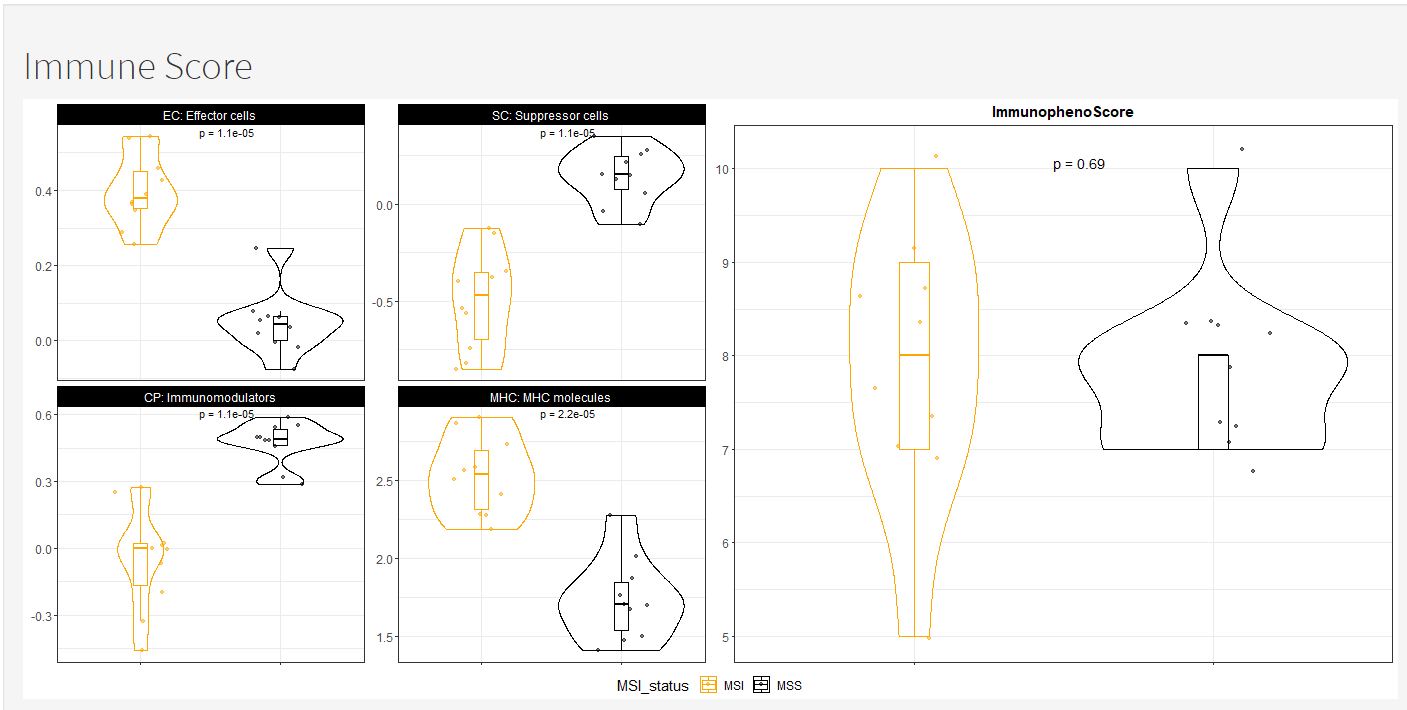 Immune Score
EC: Effector cells
p = 1.1e-05
0.4
0.2
0.0
SC: Suppressor cells
p = 1.1e-05
0.0
-0.5
CP: Immunomodulators
p = 1.1e-05
0.6
0.3
0.0
-0.3
MHC: MHC molecules
p = 2.2e-05
2.5
2.0
1.5
ImmunophenoScore
p = 0.69
10
9
8
7
6
5
MSI_status MSI MSS